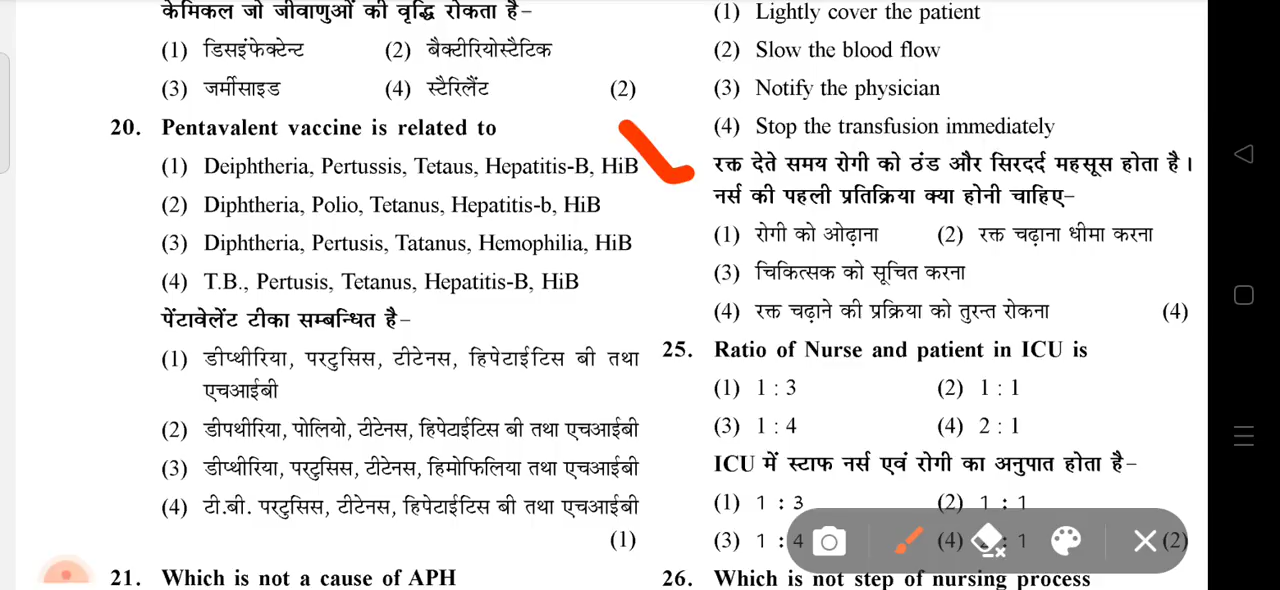 केमिकल जो जीवाणुओं की वृद्धि रोकता है–
(1) डिसइंफेक्टेन्ट (2) बैक्टीरियोस्टैटिक
(3) जर्मीसाइड (4) स्टैरिलैंट (2)
20. Pentavalent vaccine is related to
(1) Deiphtheria, Pertussis, Tetaus, Hepatitis-B, HiB
(2) Diphtheria, Polio, Tetanus, Hepatitis-b, HiB
(3) Diphtheria, Pertusis, Tatanus, Hemophilia, HiB
(4) T.B., Pertusis, Tetanus, Hepatitis-B, HiB
पेंटावेलेंट टीका सम्बन्धित है–
(1) डीप्थीरिया, परटुसिस, टीटेनस, हिपेटाईटिस बी तथा
एचआईबी
(2) डीपथीरिया, पोलियो, टीटेनस, हिपेटाईटिस बी तथा एचआईबी
(3) डीप्थीरिया, परटुसिस, टीटेनस, हिमोफिलिया तथा एचआईबी
(4) टी.बी. परटुसिस, टीटेनस, हिपेटाईटिस बी तथा एचआईबी
(1)
21. Which is not a cause of APH
(1) Lightly cover the patient
(2) Slow the blood flow
(3) Notify the physician
(4) Stop the transfusion immediately
रक्त देते समय रोगी को ठंड और सिरदर्द महसूस होता है।
नर्स की पहली प्रतिक्रिया क्या होनी चाहिए–
(1) रोगी को ओढ़ाना (2) रक्त चढ़ाना धीमा करना
(3) चिकित्सक को सूचित करना
(4) रक्त चढ़ाने की प्रक्रिया को तुरन्त रोकना (4)
25. Ratio of Nurse and patient in ICU is
(1) 1 : 3 (2) 1 : 1
(3) 1 : 4 (4) 2 : 1
ICU में स्टाफ नर्स एवं रोगी का अनुपात होता है–
(1) 1 : 3 (2) 1 : 1
(3) 1 : 4 (4) : 1 (2)
26. Which is not step of nursing process